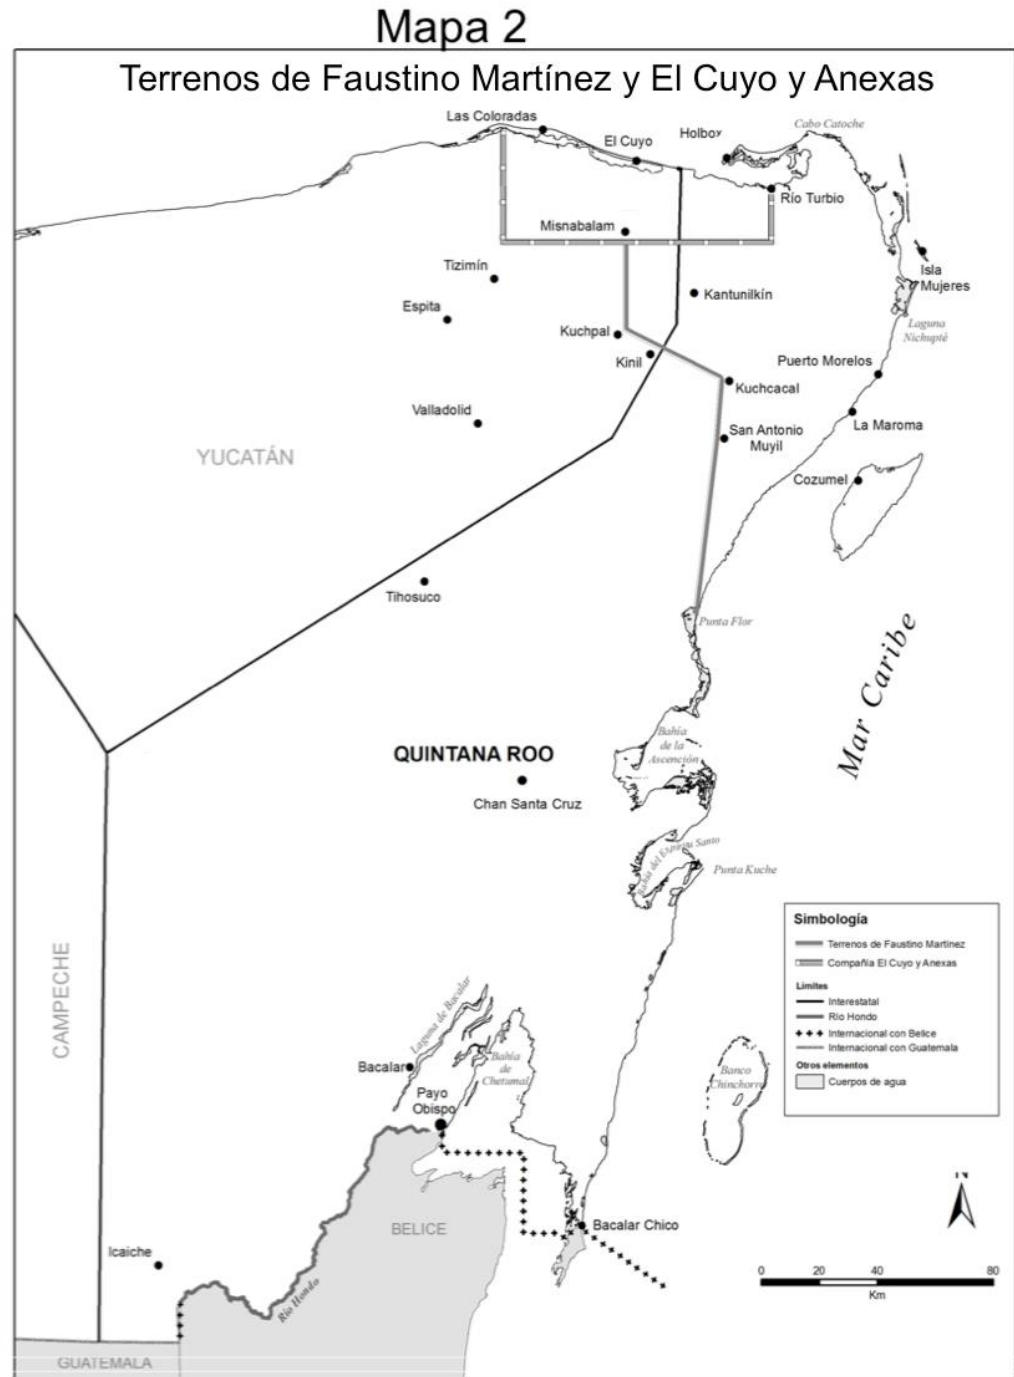 Mapa 2
Terrenos de Faustino Martínez y El Cuyo y Anexas
Las Coloradas
El Cuyo
Holbox
Cabo Catoche
Río Turbio
Misnabalam
Tizimín
Isla
Mujeres
Kantunilkín
Espita
Laguna
Nichupté
Kuchpal
Kinil
Puerto Morelos
Kuchcacal
Valladolid
La Maroma
San Antonio
Muyil
YUCATÁN
Cozumel
Tihosuco
Punta Flor
Mar Caribe
Bahía
de la
Ascención
QUINTANA ROO
Chan Santa Cruz
Bahía del Espíritu Santo
Punta Kuche
Simbología
Terrenos de Faustino Martínez
Compañía El Cuyo y Anexas
Límites
Interestatal
Río Hondo
Internacional con Belice
Internacional con Guatemala
Otros elementos
Cuerpos de agua
CAMPECHE
Laguna de Bacalar
Bacalar
Bahía
de
Chetumal
Banco
Chinchorro
Payo
Obispo
BELICE
Bacalar Chico
N
Icaiche
Río Hondo
0 20 40 80
Km
GUATEMALA